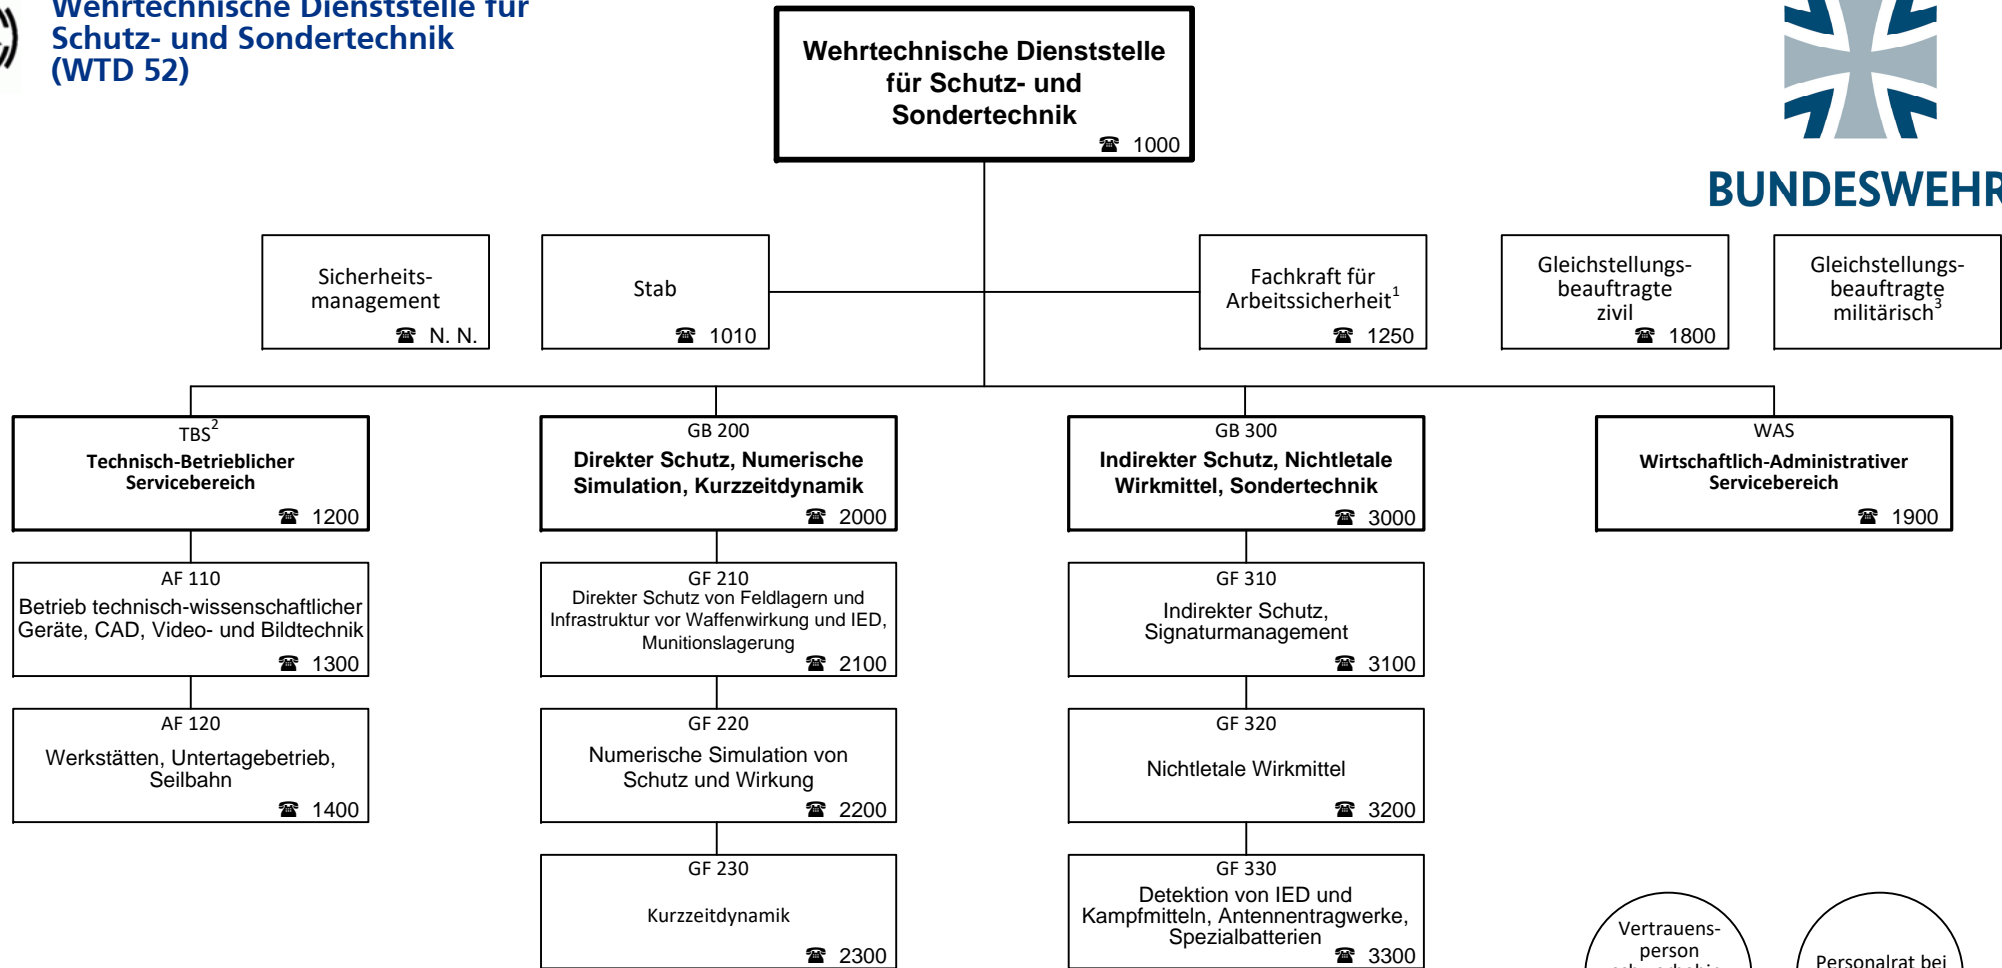 Wehrtechnische Dienststelle für
Schutz- und Sondertechnik
(WTD 52)
Wehrtechnische Dienststelle
für Schutz- und
Sondertechnik
☎ 1000
BUNDESWEHR
Sicherheits-
management
☎ N. N.
Stab
☎ 1010
Fachkraft für
Arbeitssicherheit¹
☎ 1250
Gleichstellungs-
beauftragte
zivil
☎ 1800
Gleichstellungs-
beauftragte
militärisch³
TBS²
Technisch-Betrieblicher
Servicebereich
☎ 1200
GB 200
Direkter Schutz, Numerische
Simulation, Kurzzeitdynamik
☎ 2000
GB 300
Indirekter Schutz, Nichtletale
Wirkmittel, Sondertechnik
☎ 3000
WAS
Wirtschaftlich-Administrativer
Servicebereich
☎ 1900
AF 110
Betrieb technisch-wissenschaftlicher
Geräte, CAD, Video- und Bildtechnik
☎ 1300
GF 210
Direkter Schutz von Feldlagern und
Infrastruktur vor Waffenwirkung und IED,
Munitionslagerung
☎ 2100
GF 310
Indirekter Schutz,
Signaturmanagement
☎ 3100
AF 120
Werkstätten, Untertagebetrieb,
Seilbahn
☎ 1400
GF 220
Numerische Simulation von
Schutz und Wirkung
☎ 2200
GF 320
Nichtletale Wirkmittel
☎ 3200
GF 230
Kurzzeitdynamik
☎ 2300
GF 330
Detektion von IED und
Kampfmitteln, Antennentragwerke,
Spezialbatterien
☎ 3300
Vertrauens-
person
Personalrat bei